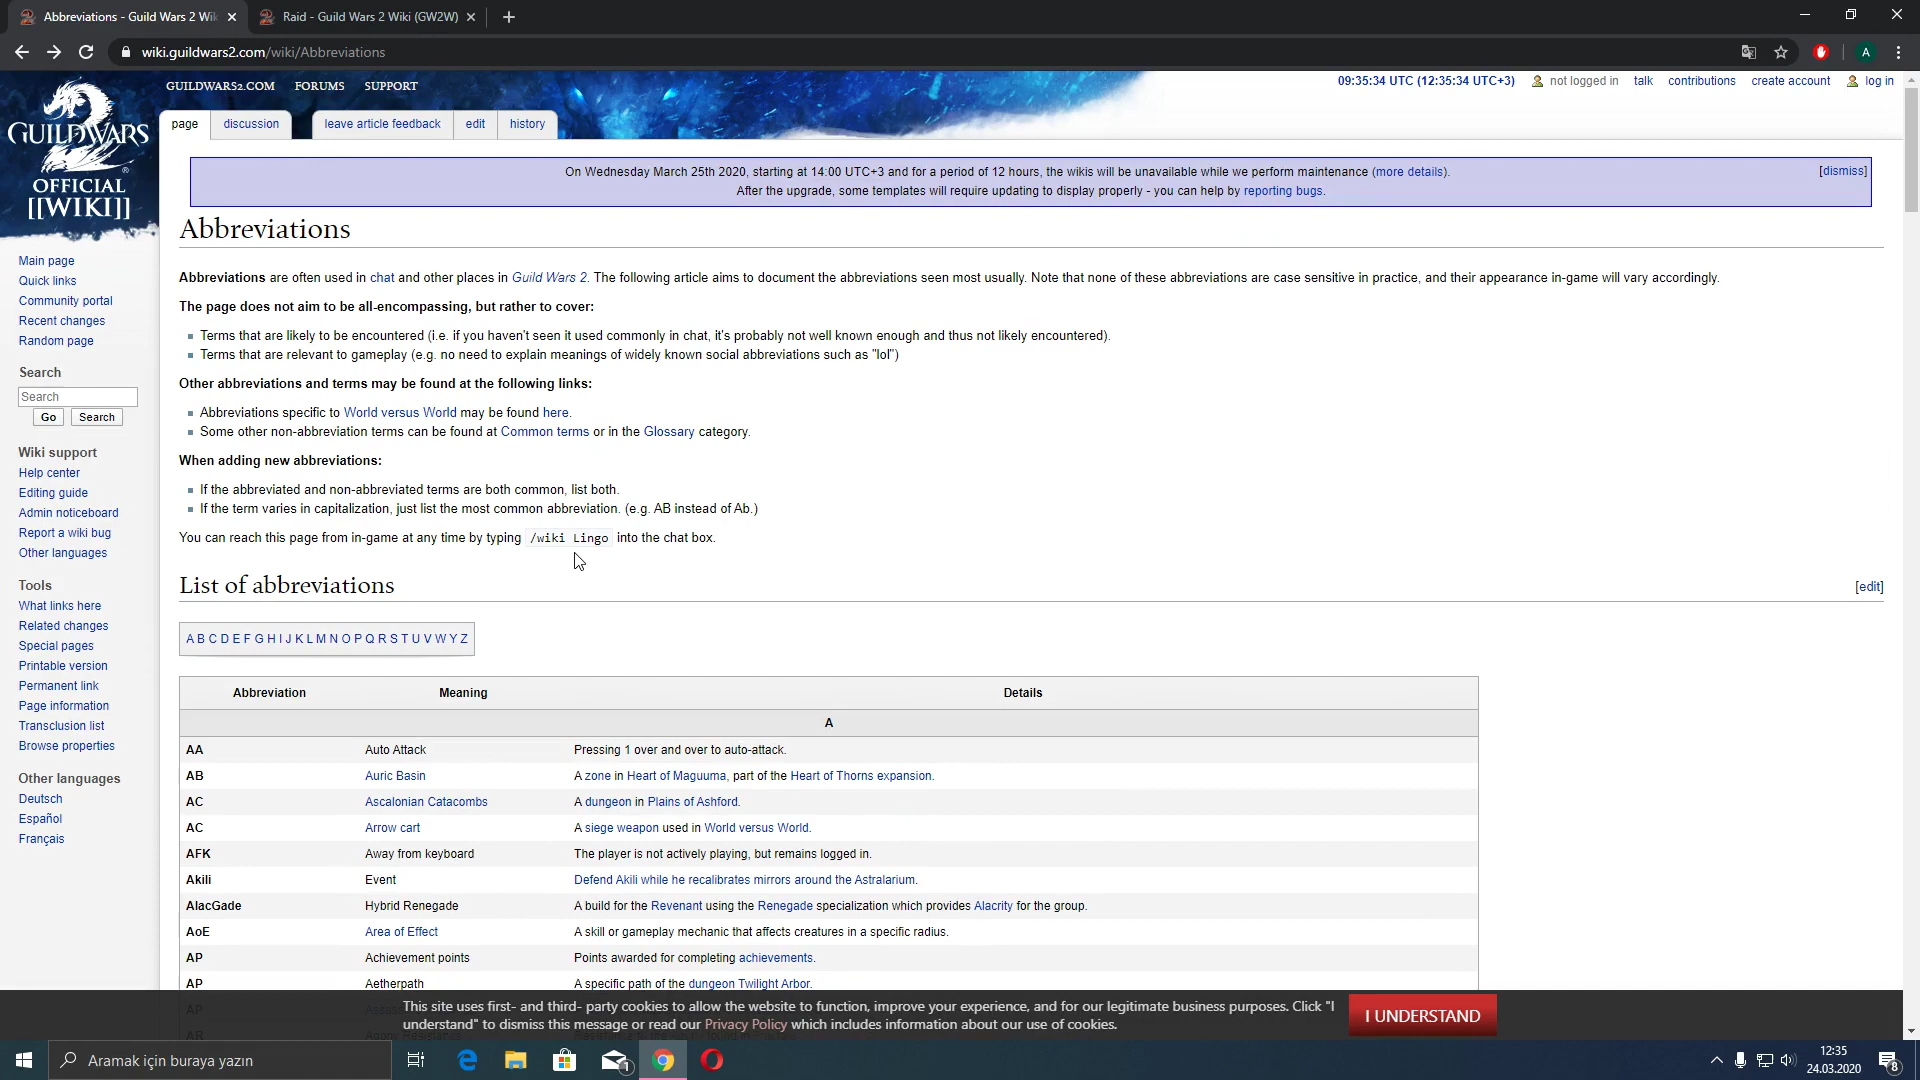 Abbreviations - Guild Wars 2 Wik
Raid - Guild Wars 2 Wiki (GW2W)
wiki.guildwars2.com/wiki/Abbreviations
A
GUILDWARS2.COM FORUMS SUPPORT
09:35:34 UTC (12:35:34 UTC+3) not logged in talk contributions create account log in
GUILDWARS
2
OFFICIAL
[[WIKI]]
page discussion leave article feedback edit history
On Wednesday March 25th 2020, starting at 14:00 UTC+3 and for a period of 12 hours, the wikis will be unavailable while we perform maintenance (more details).
[dismiss]
After the upgrade, some templates will require updating to display properly - you can help by reporting bugs.
Main page
Quick links
Community portal
Recent changes
Random page
Search
Search
Go Search
Wiki support
Help center
Editing guide
Admin noticeboard
Report a wiki bug
Other languages
Tools
What links here
Related changes
Special pages
Printable version
Permanent link
Page information
Transclusion list
Browse properties
Other languages
Deutsch
Español
Français
Abbreviations
Abbreviations are often used in chat and other places in Guild Wars 2. The following article aims to document the abbreviations seen most usually. Note that none of these abbreviations are case sensitive in practice, and their appearance in-game will vary accordingly.
The page does not aim to be all-encompassing, but rather to cover:
Terms that are likely to be encountered (i.e. if you haven't seen it used commonly in chat, it's probably not well known enough and thus not likely encountered).
Terms that are relevant to gameplay (e.g. no need to explain meanings of widely known social abbreviations such as "lol")
Other abbreviations and terms may be found at the following links:
Abbreviations specific to World versus World may be found here.
Some other non-abbreviation terms can be found at Common terms or in the Glossary category.
When adding new abbreviations:
If the abbreviated and non-abbreviated terms are both common, list both.
If the term varies in capitalization, just list the most common abbreviation. (e.g. AB instead of Ab.)
You can reach this page from in-game at any time by typing /wiki Lingo into the chat box.
List of abbreviations
[edit]
A B C D E F G H I J K L M N O P Q R S T U V W Y Z
Abbreviation Meaning Details
A
AA Auto Attack Pressing 1 over and over to auto-attack.
AB Auric Basin A zone in Heart of Maguuma, part of the Heart of Thorns expansion.
AC Ascalonian Catacombs A dungeon in Plains of Ashford.
AC Arrow cart A siege weapon used in World versus World.
AFK Away from keyboard The player is not actively playing, but remains logged in.
Akili Event Defend Akili while he recalibrates mirrors around the Astralarium.
AlacGade Hybrid Renegade A build for the Revenant using the Renegade specialization which provides Alacrity for the group.
AoE Area of Effect A skill or gameplay mechanic that affects creatures in a specific radius.
AP Achievement points Points awarded for completing achievements.
AP Aetherpath A specific path of the dungeon Twilight Arbor.
AP
AR
This site uses first- and third- party cookies to allow the website to function, improve your experience, and for our legitimate business purposes. Click "I
understand" to dismiss this message or read our Privacy Policy which includes information about our use of cookies.
I UNDERSTAND
Aramak için buraya yazın
1
12:35
24.03.2020
8